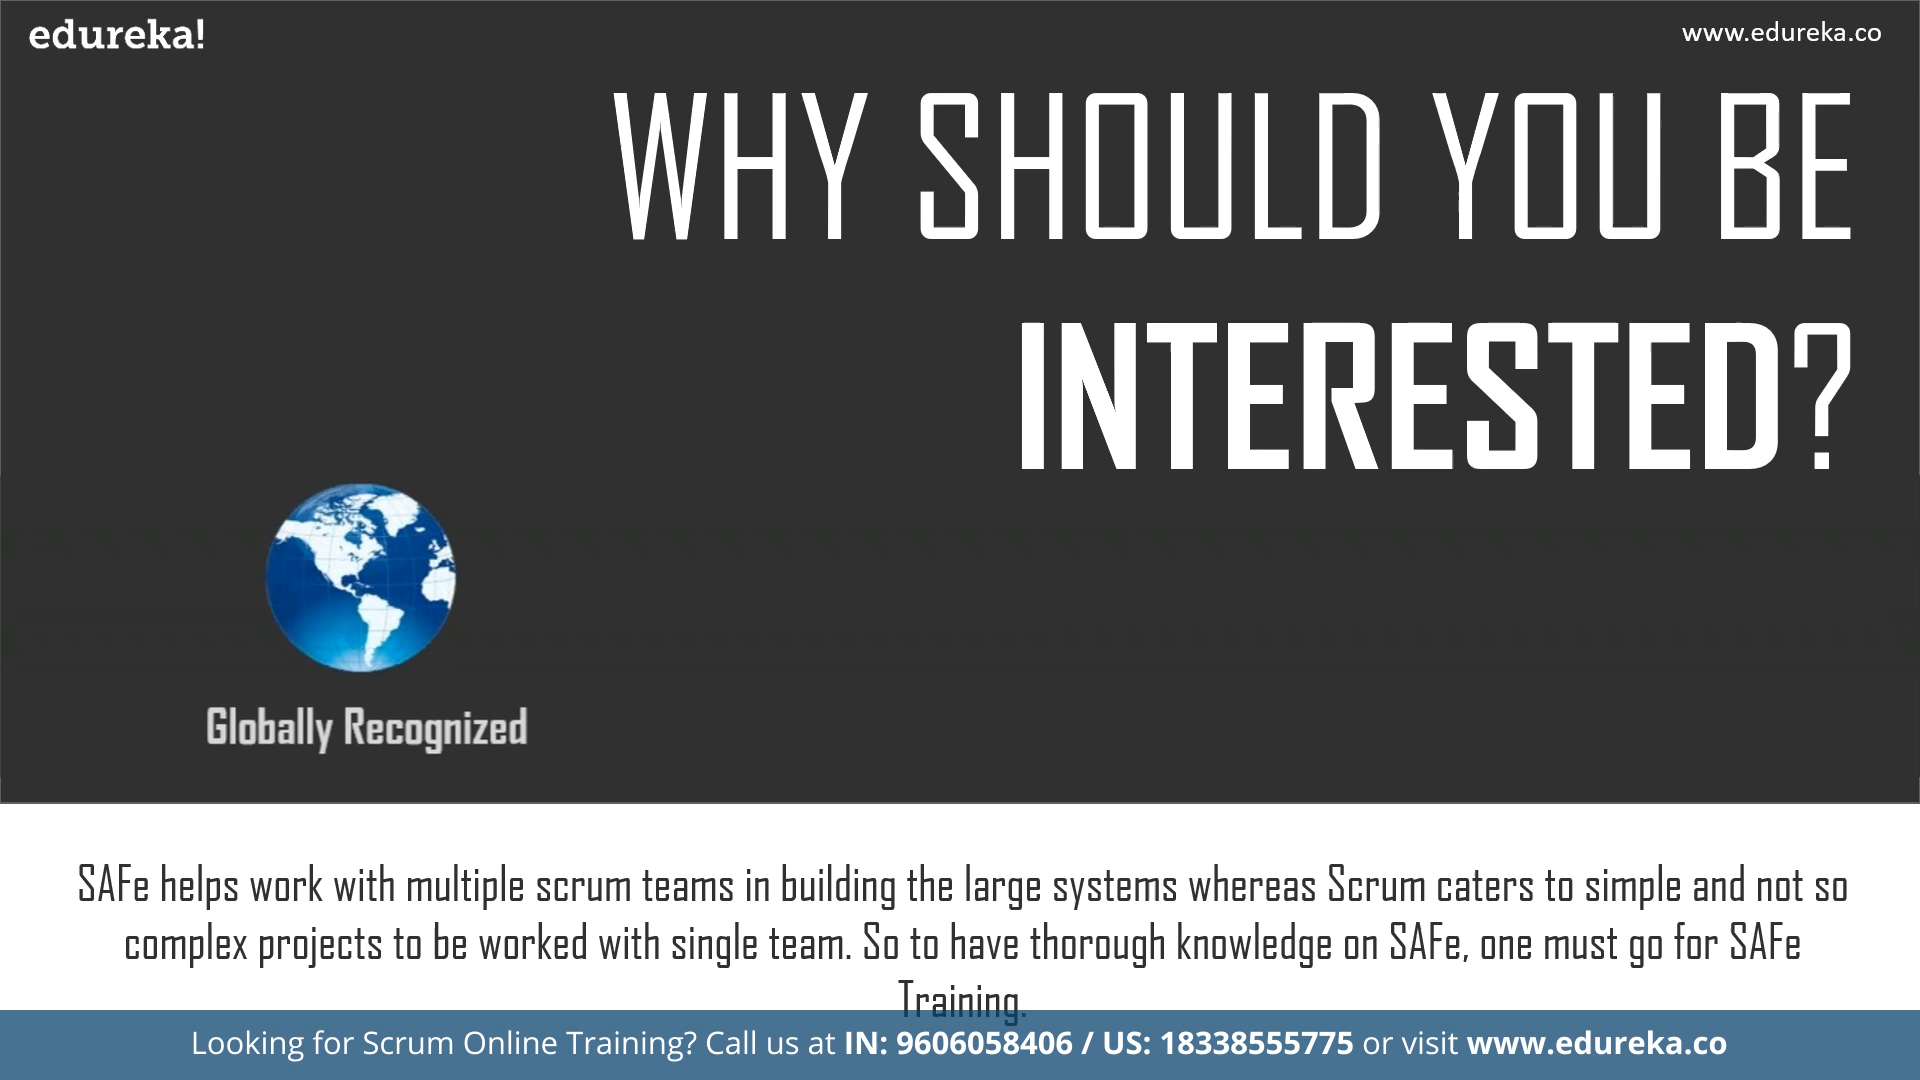 edureka!
www.edureka.co
WHY SHOULD YOU BE
INTERESTED?
Globally Recognized
SAFe helps work with multiple scrum teams in building the large systems whereas Scrum caters to simple and not so
complex projects to be worked with single team. So to have thorough knowledge on SAFe, one must go for SAFe
Training.
Looking for Scrum Online Training? Call us at IN: 9606058406 / US: 18338555775 or visit www.edureka.co